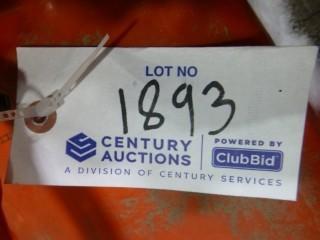 LOT NO
1893
CENTURY AUCTIONS
POWERED BY
ClubBid
A DIVISION OF CENTURY SERVICES